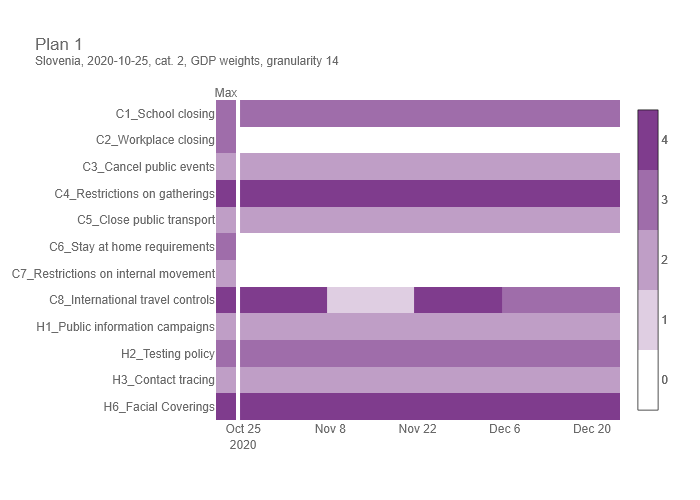 Plan 1
Slovenia, 2020-10-25, cat. 2, GDP weights, granularity 14
Max
C1_School closing
C2_Workplace closing
C3_Cancel public events
C4_Restrictions on gatherings
C5_Close public transport
C6_Stay at home requirements
C7_Restrictions on internal movement
C8_International travel controls
H1_Public information campaigns
H2_Testing policy
H3_Contact tracing
H6_Facial Coverings
Oct 25 Nov 8 Nov 22 Dec 6 Dec 20
2020
4
3
2
1
0